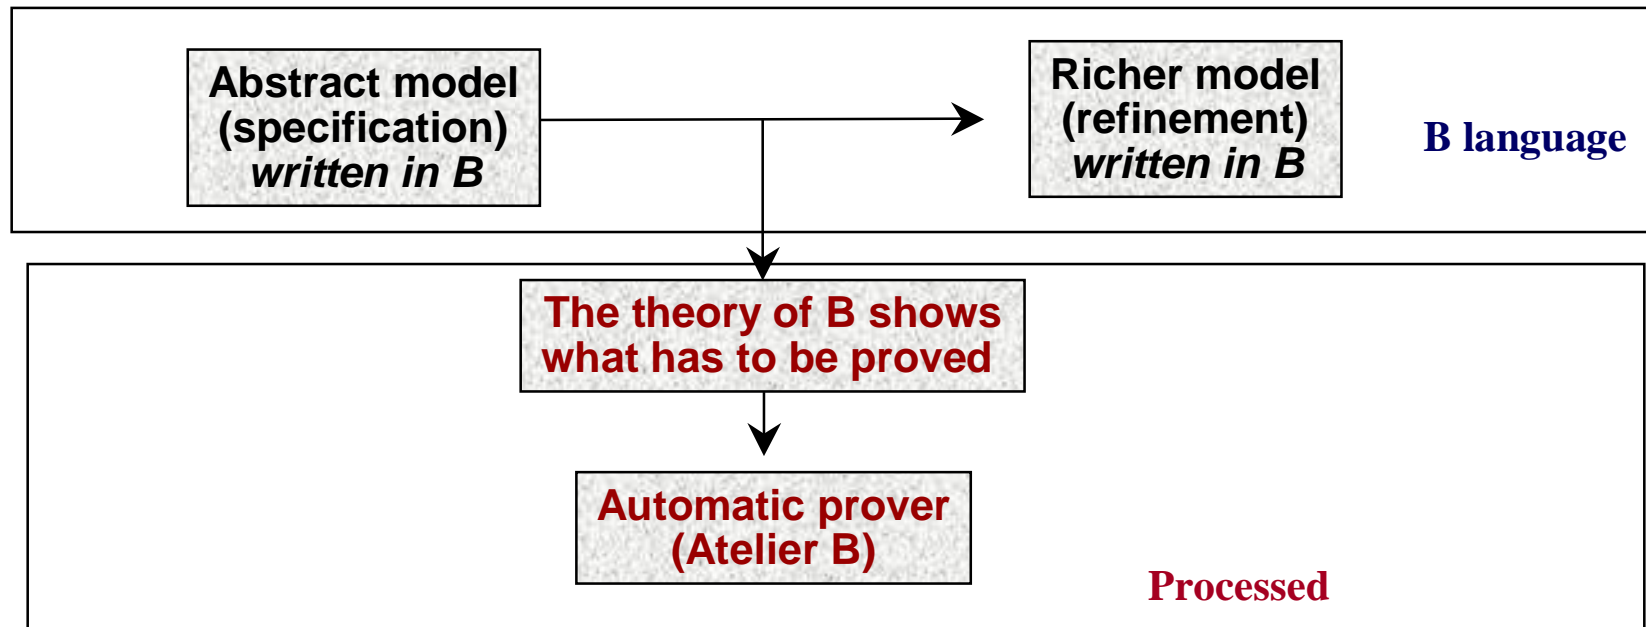 Abstract model
(specification)
written in B
Richer model
(refinement)
written in B
B language
The theory of B shows
what has to be proved
Automatic prover
(Atelier B)
Processed